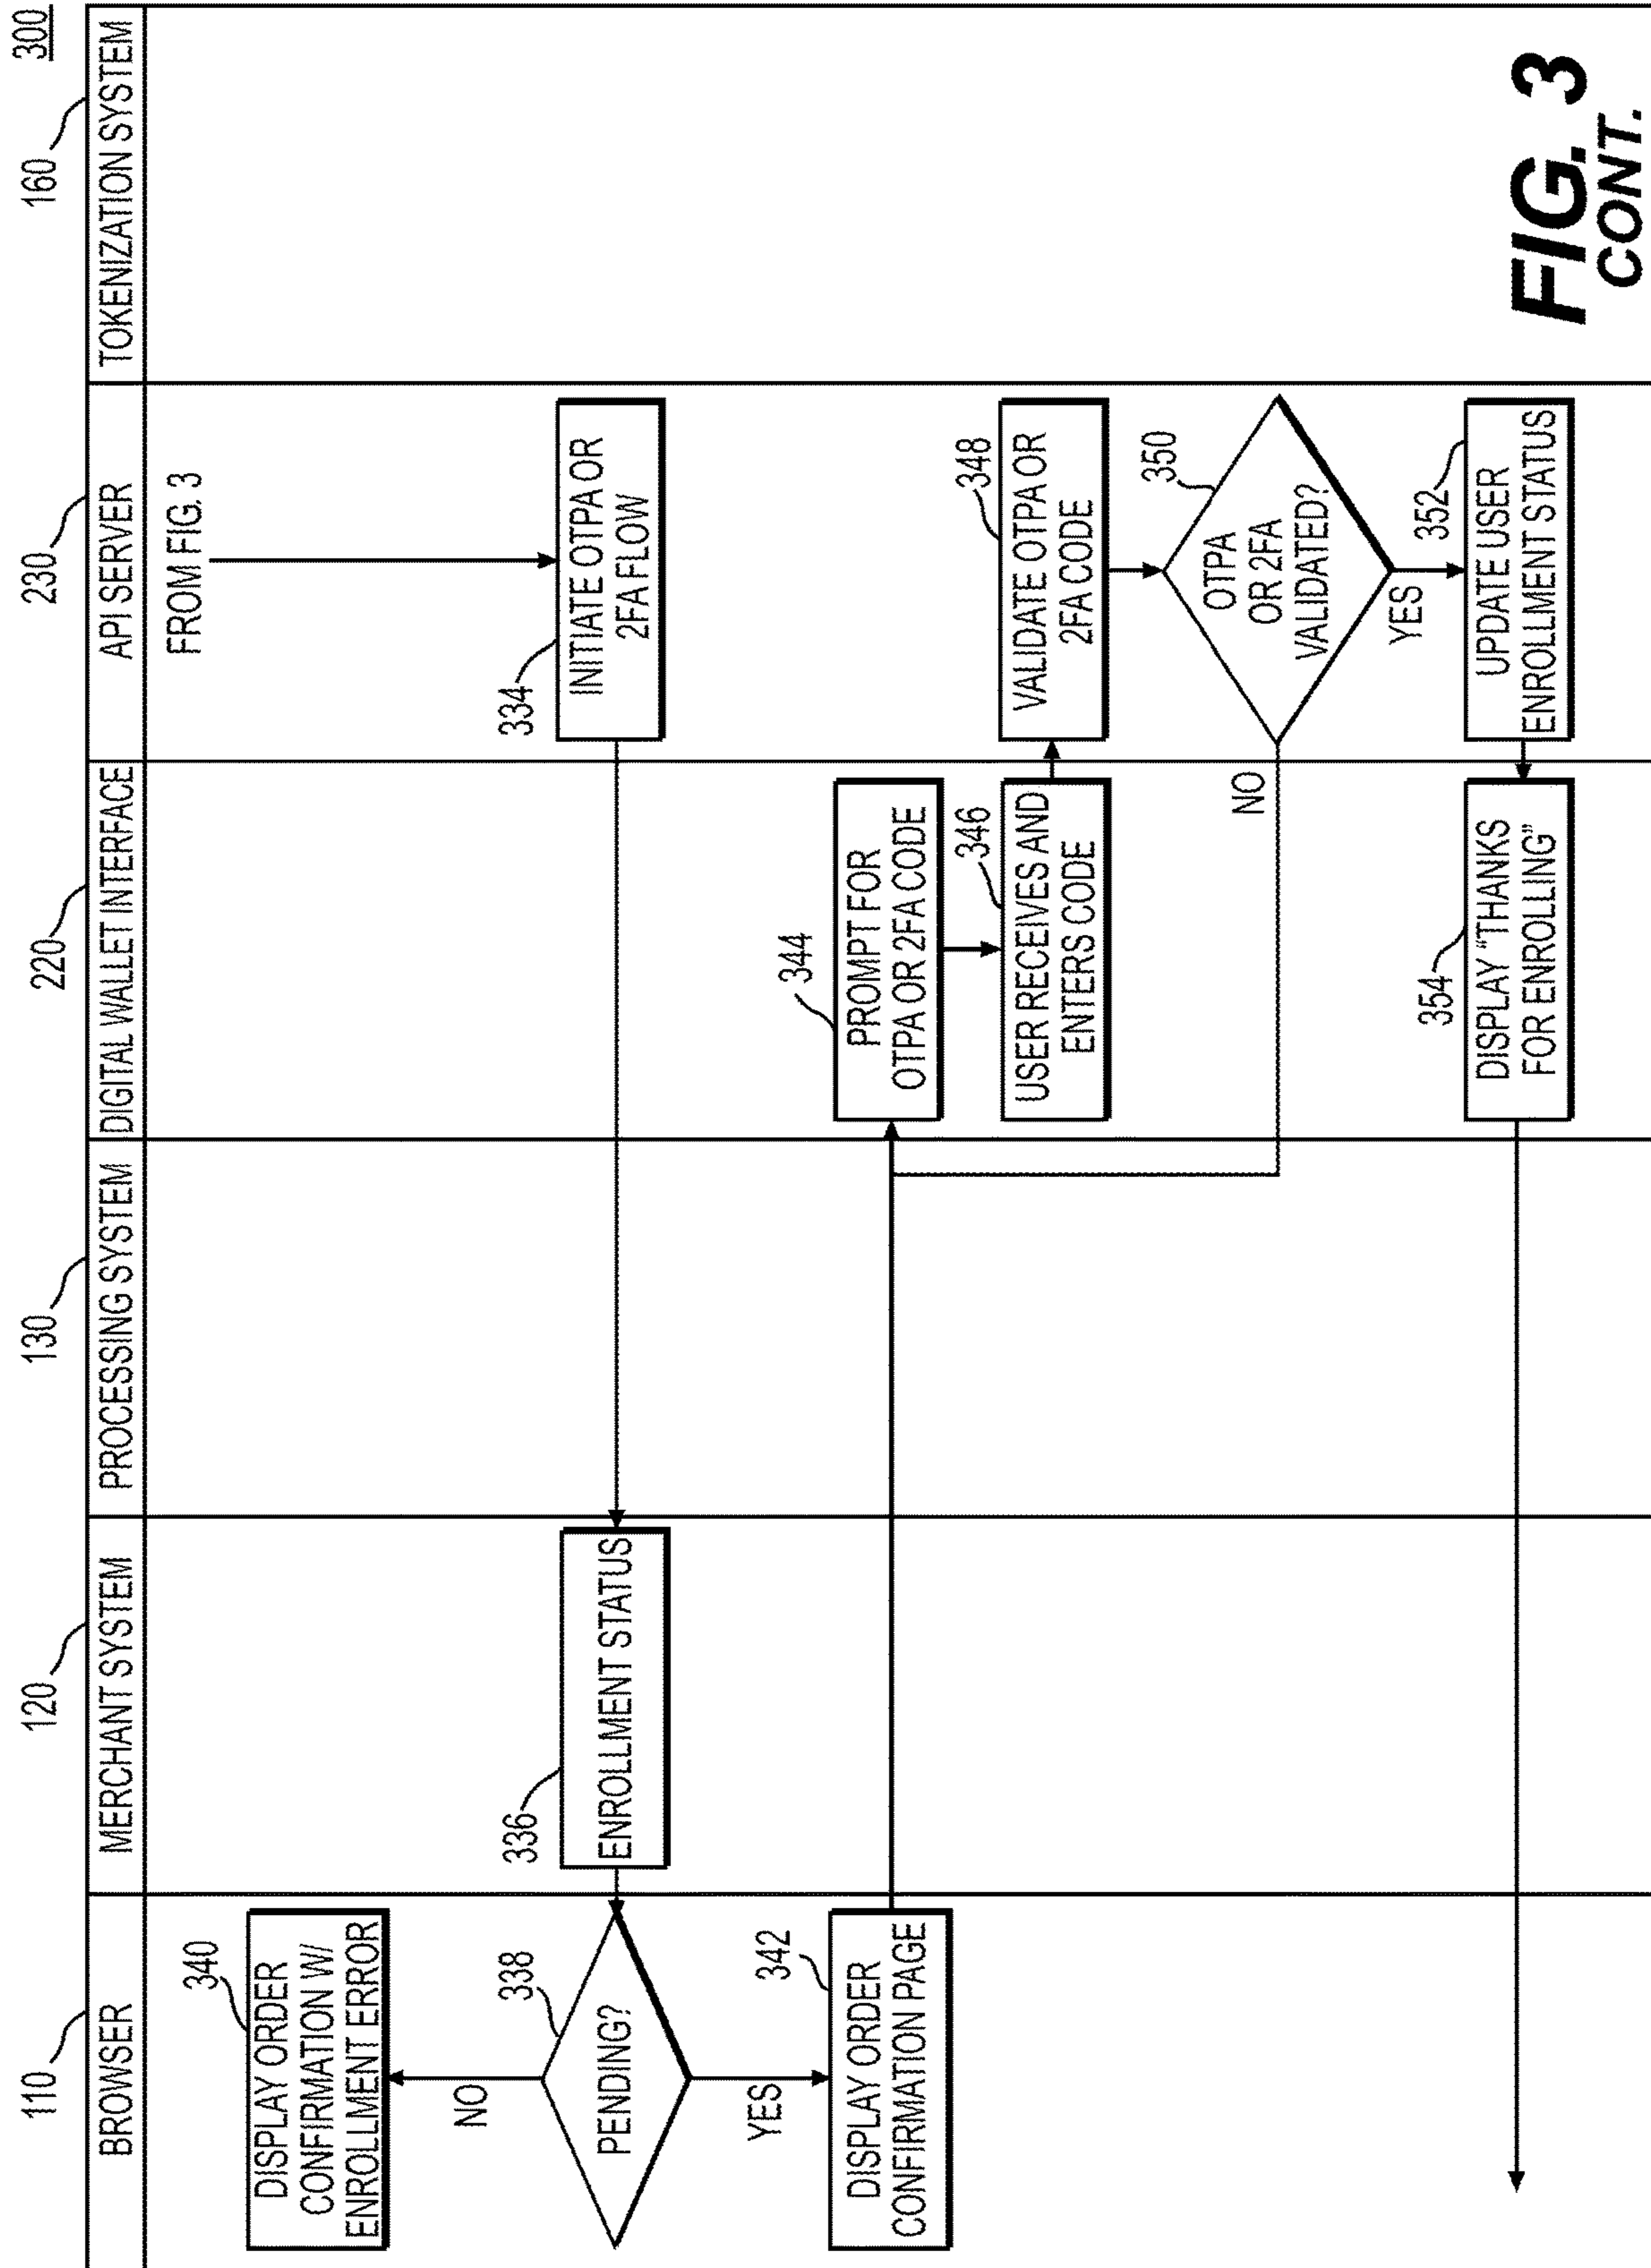 300
110
120
130
220
230
160
BROWSER
MERCHANT SYSTEM
PROCESSING SYSTEM
DIGITAL WALLET INTERFACE
API SERVER
TOKENIZATION SYSTEM
FROM FIG. 3
340
DISPLAY ORDER
CONFIRMATION W/
ENROLLMENT ERROR
NO
338
PENDING?
YES
336
ENROLLMENT STATUS
334
INITIATE OTPA OR
2FA FLOW
342
DISPLAY ORDER
CONFIRMATION PAGE
344
PROMPT FOR
OTPA OR 2FA CODE
346
USER RECEIVES AND
ENTERS CODE
348
VALIDATE OTPA OR
2FA CODE
350
OTPA
OR 2FA
VALIDATED?
NO
YES
352
UPDATE USER
ENROLLMENT STATUS
354
DISPLAY “THANKS
FOR ENROLLING”
FIG. 3
CONT.